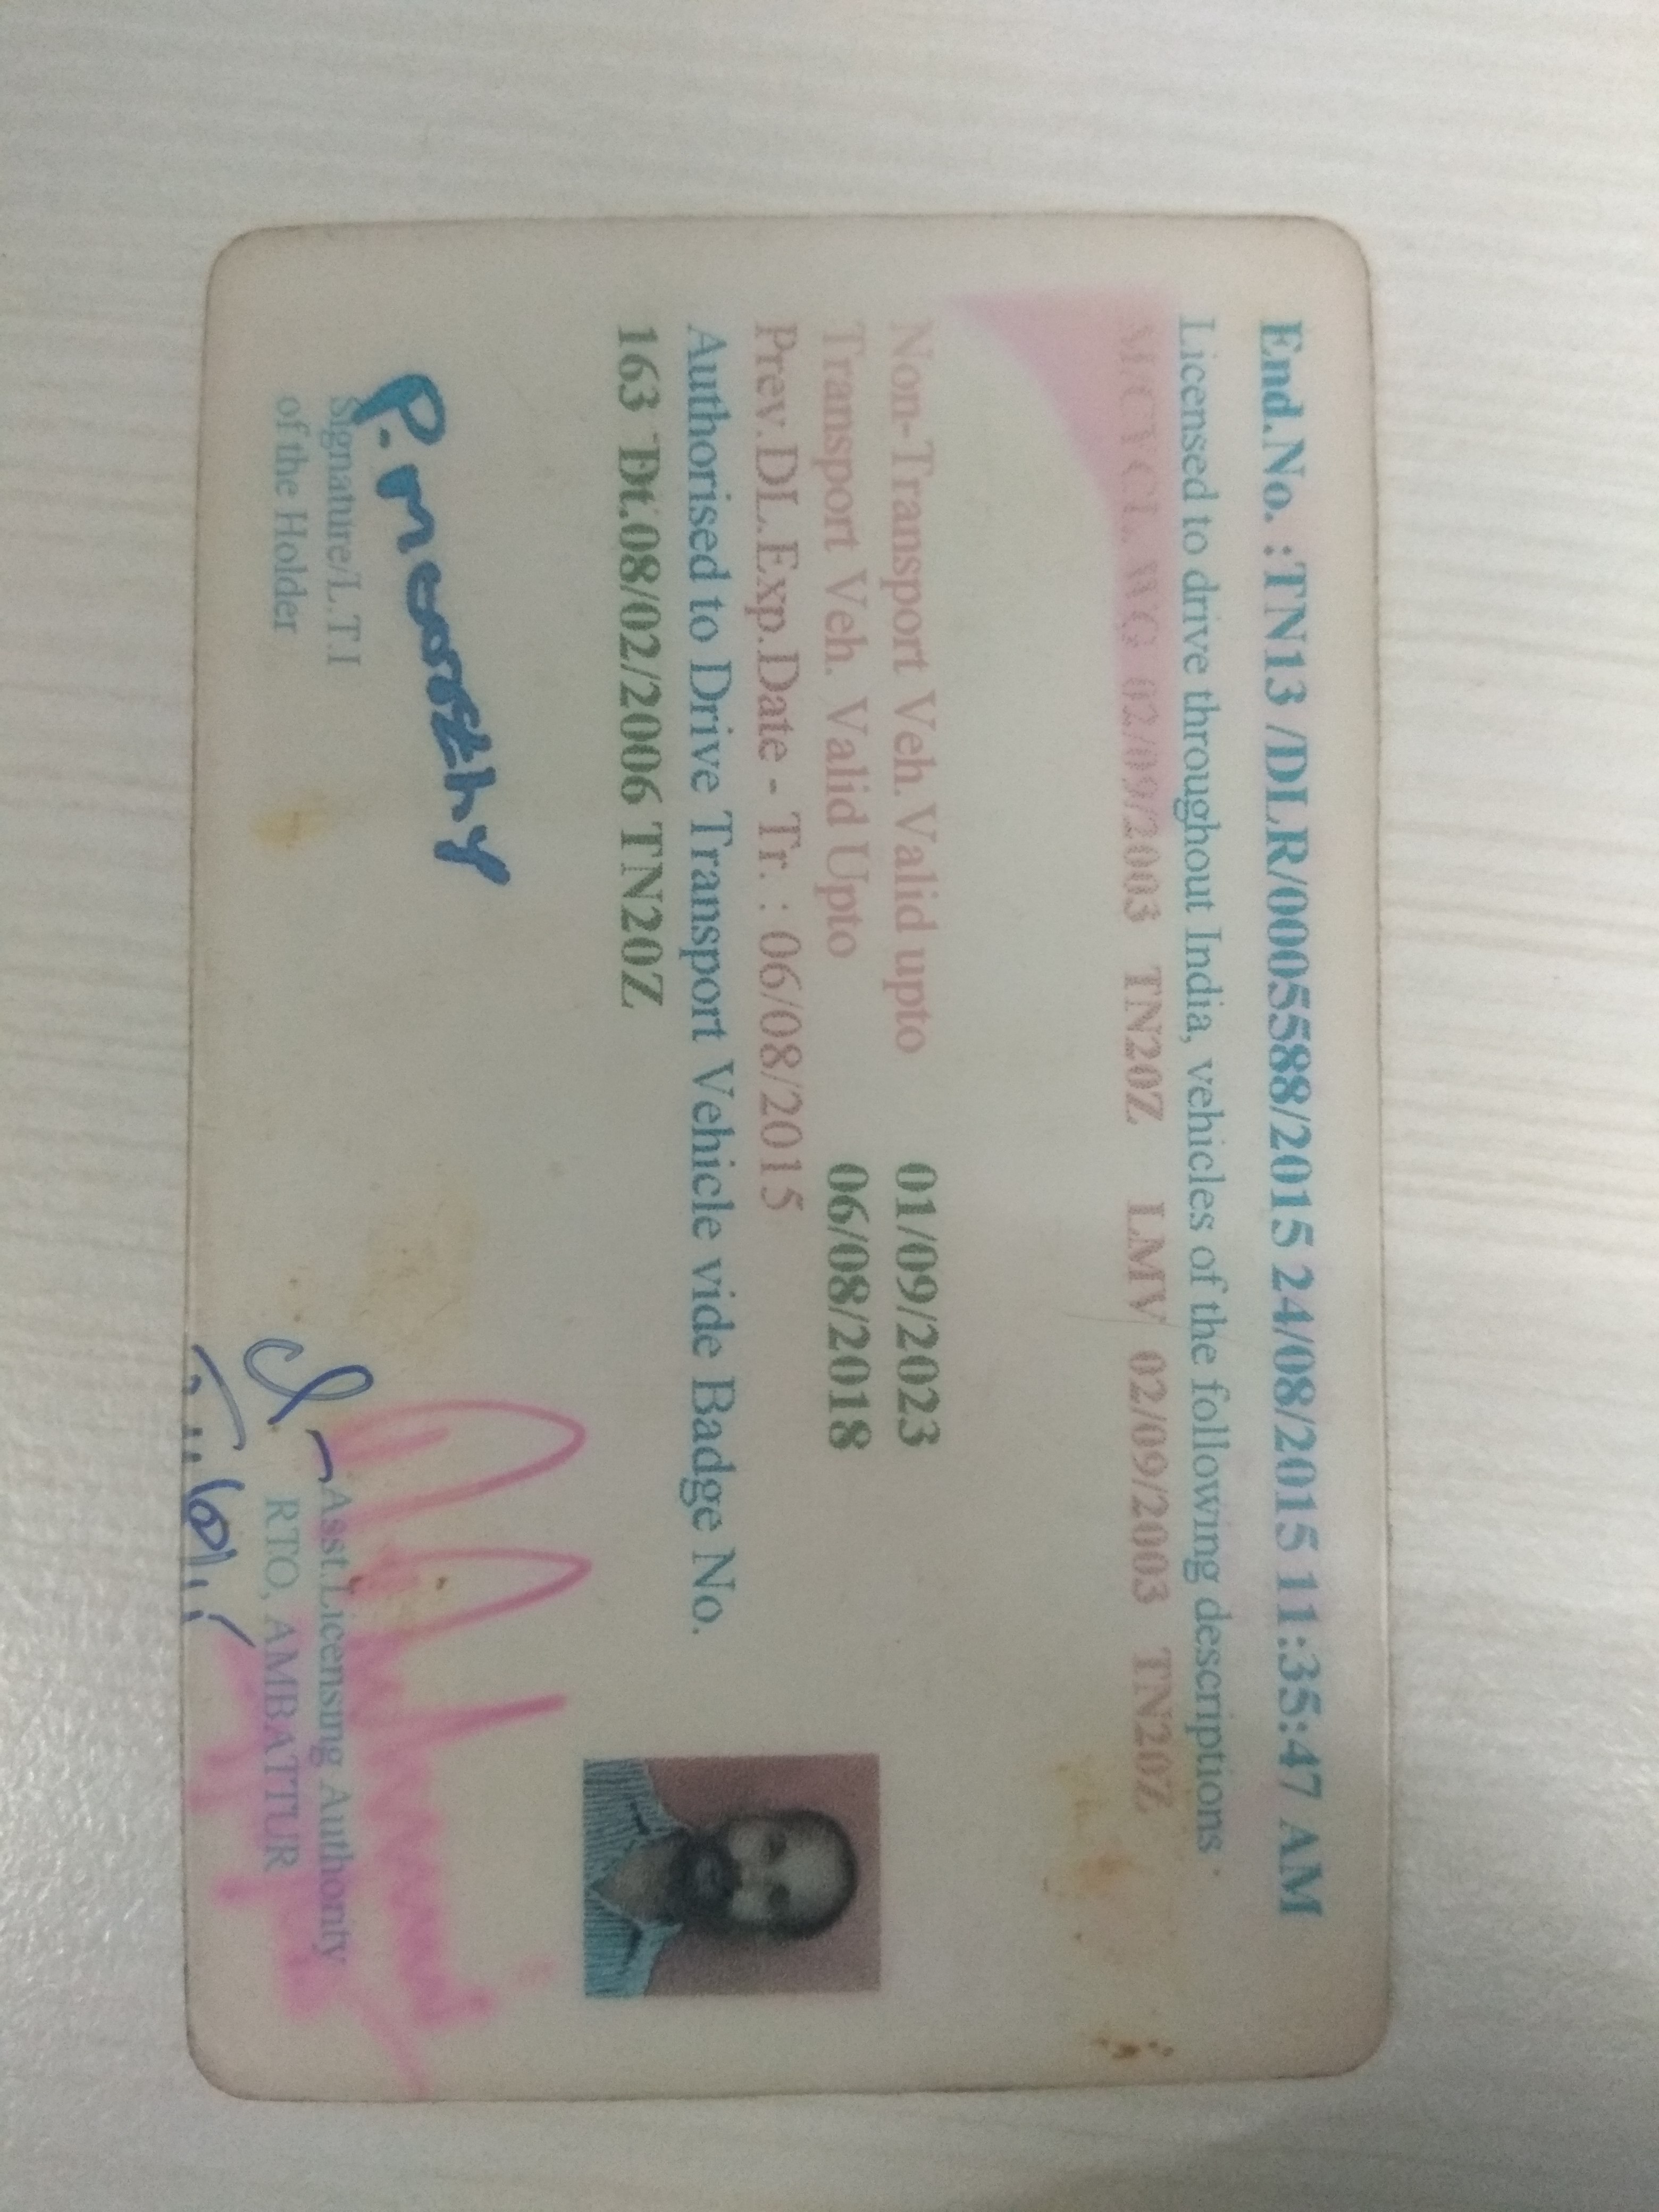 End.No. :TN13 /DLR/0005588/2015 24/08/2015 11:35:47 AM
Licensed to drive throughout India, vehicles of the following descriptions :
M/CYCL.WG 02/09/2003 TN20Z LMV 02/09/2003 TN20Z
Non-Transport Veh.Valid upto 01/09/2023
Transport Veh. Valid Upto 06/08/2018
Prev.DL.Exp.Date - Tr. : 06/08/2015
Authorised to Drive Transport Vehicle vide Badge No.
163 Dt.08/02/2006 TN20Z
P. moorthy
Signature/L.T.I
of the Holder
Asst.Licensing Authority
RTO, AMBATTUR